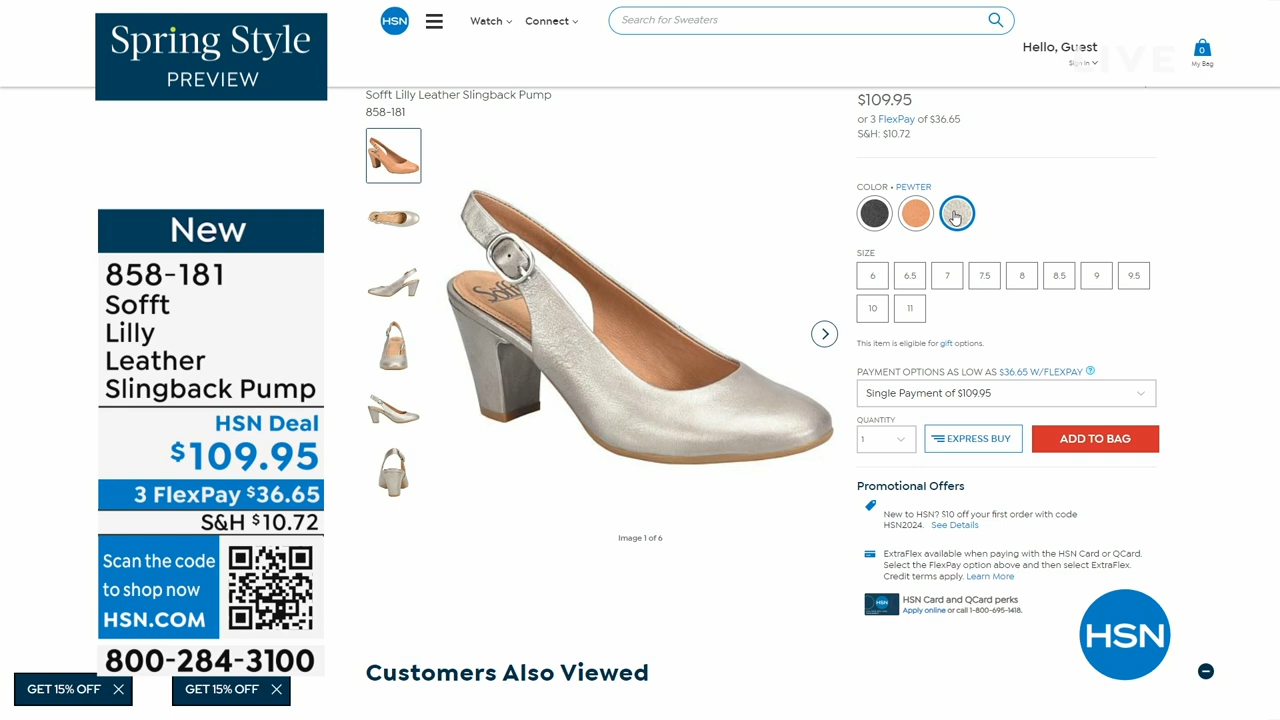 Spring Style
PREVIEW
HSN
Watch
Connect
Search for Sweaters
Hello, Guest
Sign In
LIVE
0
My Bag
New
858-181
Sofft
Lilly
Leather
Slingback Pump
HSN Deal
$109.95
3 FlexPay $36.65
S&H $10.72
Scan the code
to shop now
HSN.COM
800-284-3100
GET 15% OFF
GET 15% OFF
Sofft Lilly Leather Slingback Pump
858-181
Sofft
Image 1 of 6
$109.95
or 3 FlexPay of $36.65
S&H: $10.72
COLOR • PEWTER
SIZE
6 6.5 7 7.5 8 8.5 9 9.5
10 11
This item is eligible for gift options.
PAYMENT OPTIONS AS LOW AS $36.65 W/FLEXPAY ?
Single Payment of $109.95
QUANTITY
1
EXPRESS BUY
ADD TO BAG
Promotional Offers
New to HSN? $10 off your first order with code
HSN2024. See Details
ExtraFlex available when paying with the HSN Card or QCard.
Select the FlexPay option above and then select ExtraFlex.
Credit terms apply. Learn More
HSN
HSN Card and QCard perks
Apply online or call 1-800-695-1418.
HSN
Customers Also Viewed